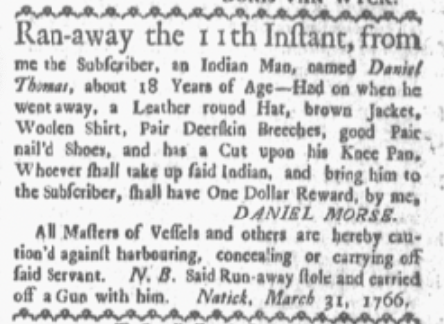 Ran-away the 11th Inſtant, from
me the Subſcriber, an Indian Man, named Daniel
Thomas, about 18 Years of Age—Had on when he
went away, a Leather round Hat, brown Jacket,
Woolen Shirt, Pair Deerſkin Breeches, good Pair
nail'd Shoes, and has a Cut upon his Knee Pan.
Whoever ſhall take up ſaid Indian, and bring him to
the Subſcriber, ſhall have One Dollar Reward, by me,
DANIEL MORSE.
All Maſters of Veſſels and others are hereby cau-
tion'd againſt harbouring, concealing or carrying off
ſaid Servant. N. B. Said Run-away ſtole and carried
off a Gun with him. Natick, March 31, 1766.